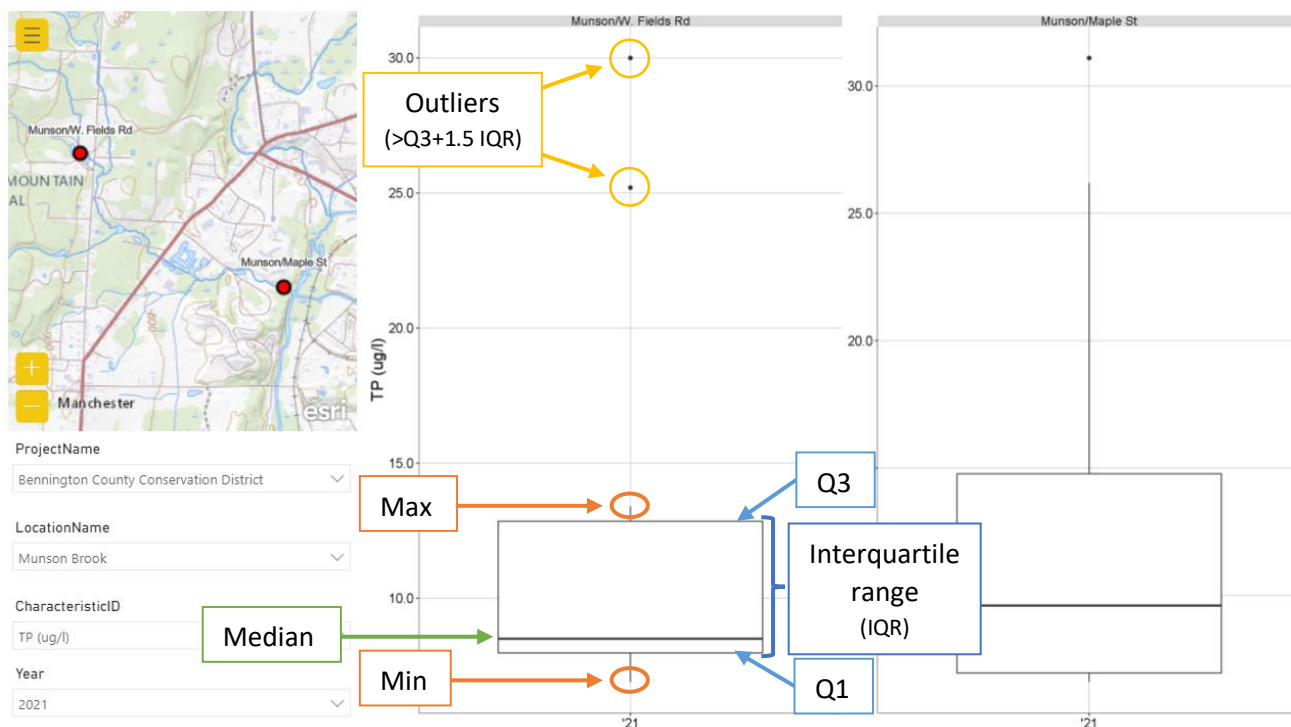 Munson/W. Fields Rd
MOUNTAIN
AL
Munson/Maple St
Manchester
esri
ProjectName
Bennington County Conservation District
LocationName
Munson Brook
CharacteristicID
TP (ug/l)
Year
2021
Munson/W. Fields Rd
Munson/Maple St
TP (ug/l)
30.0
25.0
20.0
15.0
10.0
'21
30.0
25.0
20.0
'21
Outliers
(>Q3+1.5 IQR)
Max
Median
Min
Q3
Interquartile
range
(IQR)
Q1